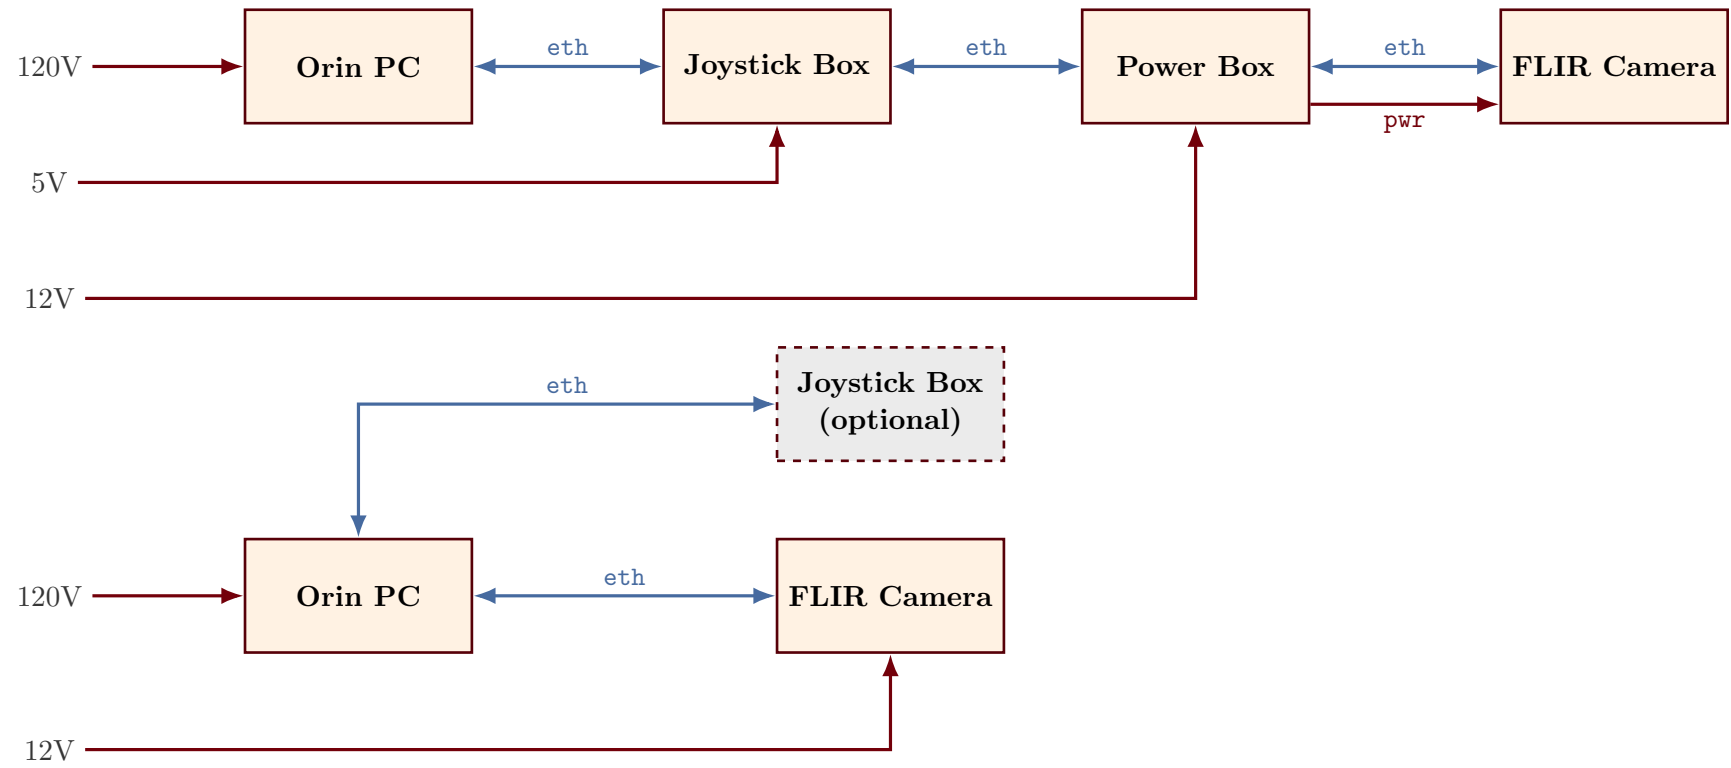 120V
Orin PC
eth
Joystick Box
eth
Power Box
eth
pwr
FLIR Camera
5V
12V
eth
Joystick Box
(optional)
120V
Orin PC
eth
FLIR Camera
12V